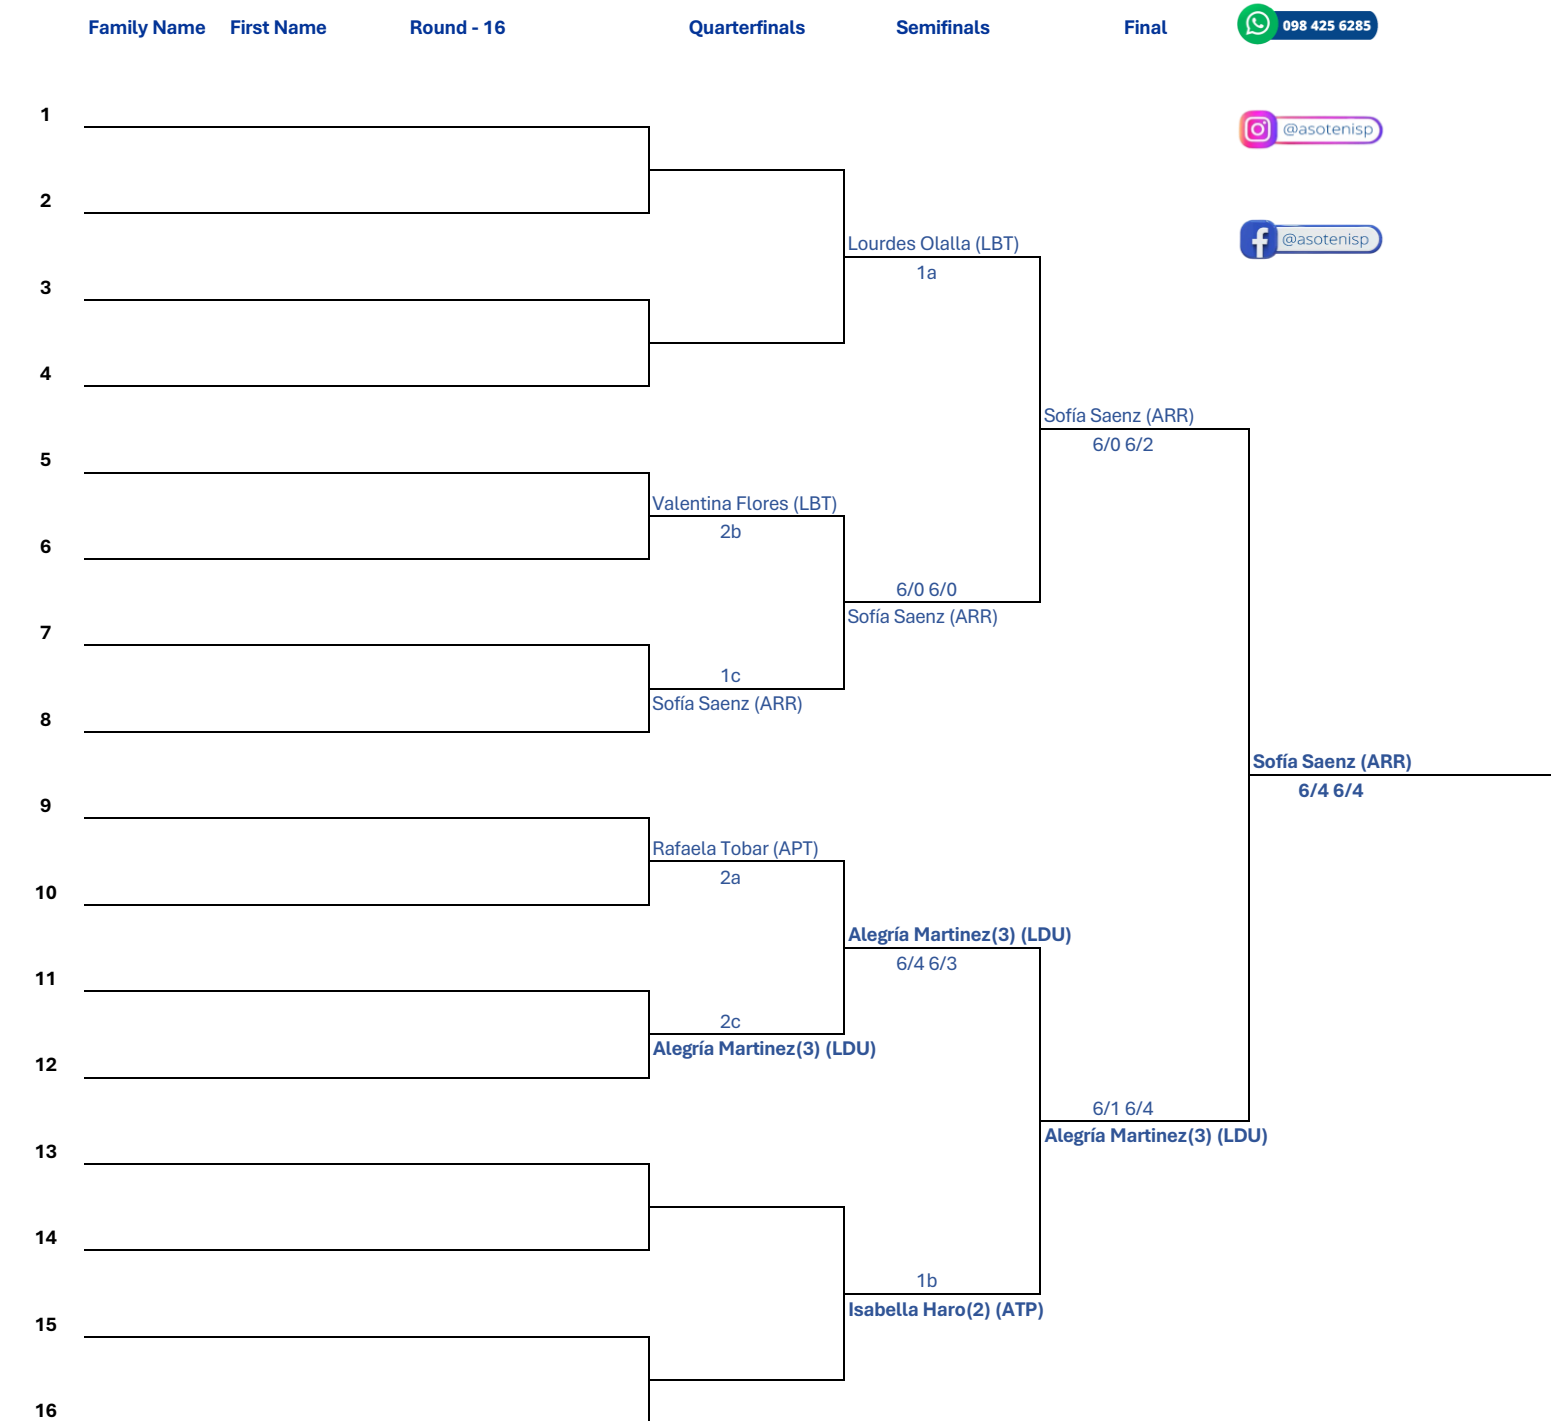 Family Name First Name Round - 16 Quarterfinals Semifinals Final 098 425 6285
1
@asotenisp
2
Lourdes Olalla (LBT)
@asotenisp
1a
3
4
Sofía Saenz (ARR)
6/0 6/2
5
Valentina Flores (LBT)
2b
6
6/0 6/0
Sofía Saenz (ARR)
7
1c
Sofía Saenz (ARR)
8
Sofía Saenz (ARR)
6/4 6/4
9
Rafaela Tobar (APT)
2a
10
Alegría Martinez(3) (LDU)
6/4 6/3
11
2c
Alegría Martinez(3) (LDU)
12
6/1 6/4
Alegría Martinez(3) (LDU)
13
14
1b
Isabella Haro(2) (ATP)
15
16